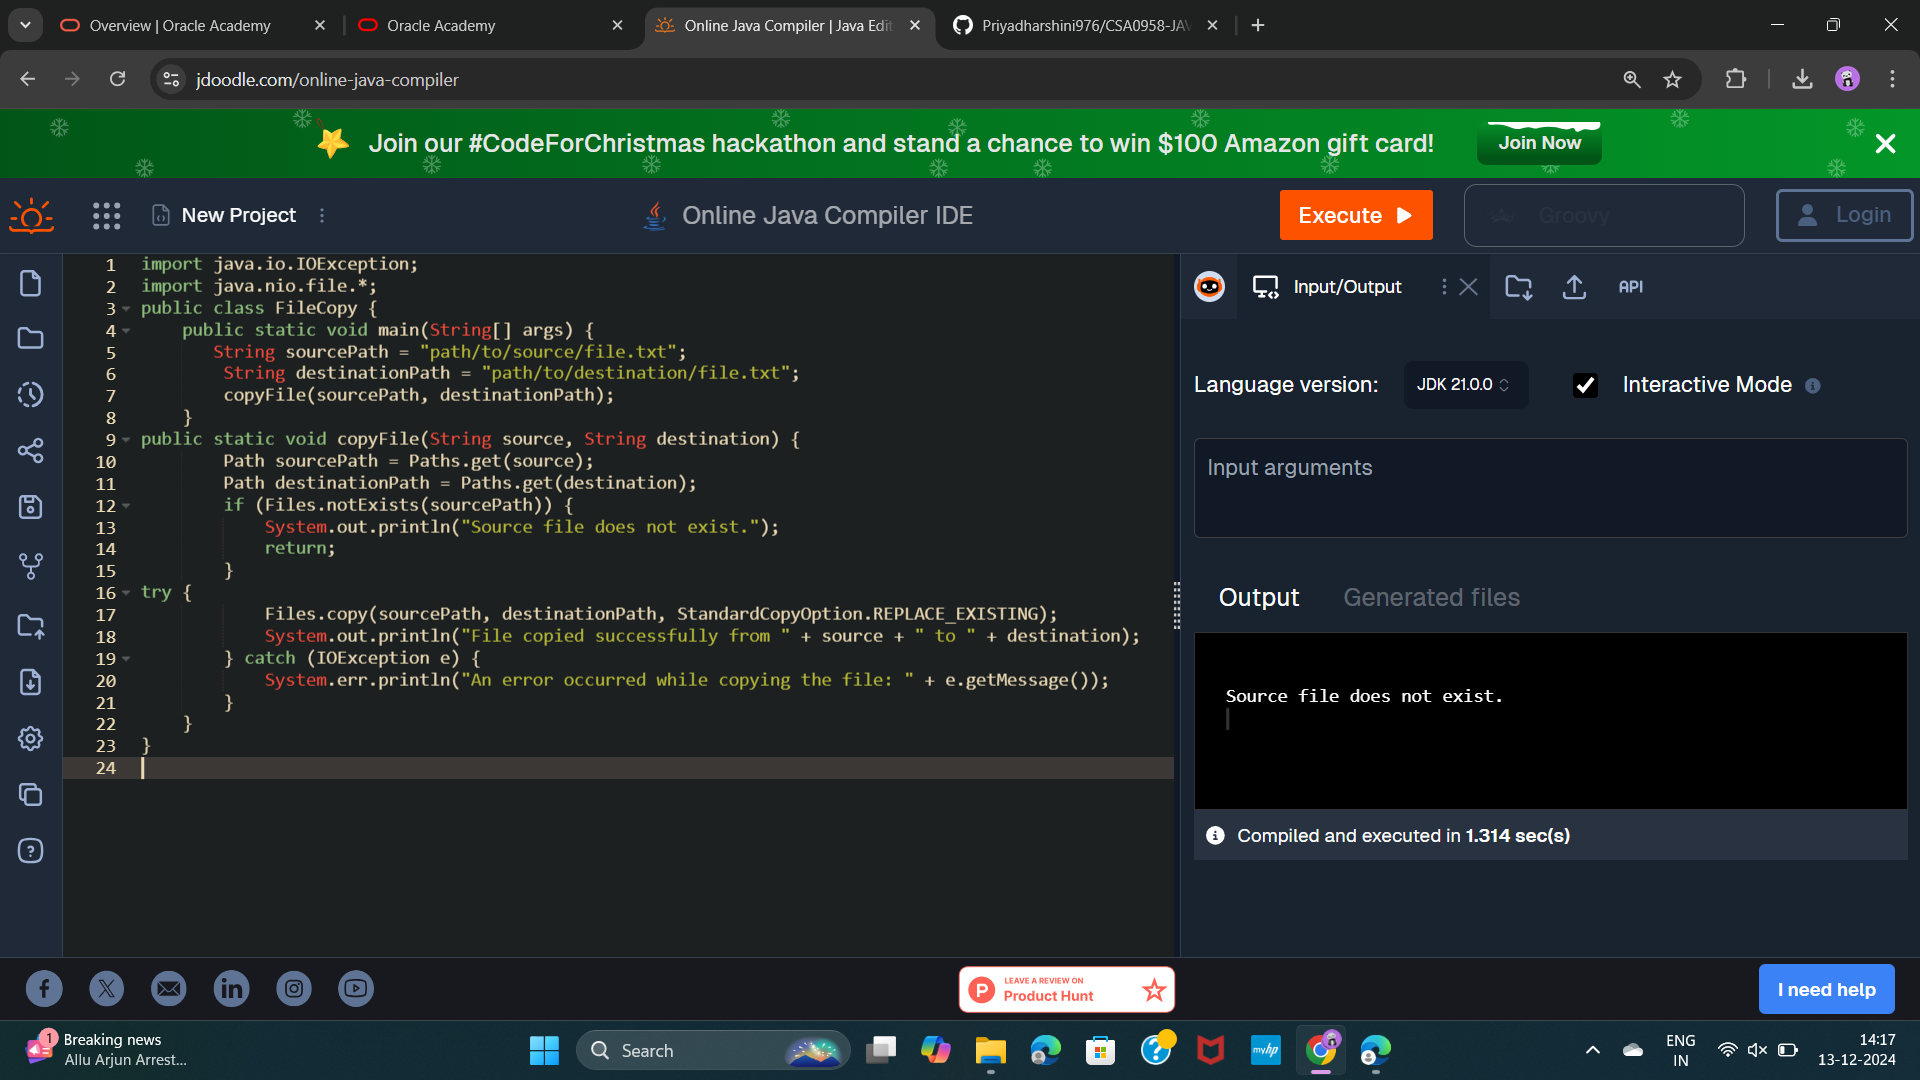 Overview | Oracle Academy
Oracle Academy
Online Java Compiler | Java Edit
Priyadharshini976/CSA0958-JAV
jdoodle.com/online-java-compiler
Join our #CodeForChristmas hackathon and stand a chance to win $100 Amazon gift card!
Join Now
New Project
Online Java Compiler IDE
Execute
Groovy
Login
1 import java.io.IOException;
2 import java.nio.file.*;
3 public class FileCopy {
4 public static void main(String[] args) {
5 String sourcePath = "path/to/source/file.txt";
6 String destinationPath = "path/to/destination/file.txt";
7 copyFile(sourcePath, destinationPath);
8 }
9 public static void copyFile(String source, String destination) {
10 Path sourcePath = Paths.get(source);
11 Path destinationPath = Paths.get(destination);
12 if (Files.notExists(sourcePath)) {
13 System.out.println("Source file does not exist.");
14 return;
15 }
16 try {
17 Files.copy(sourcePath, destinationPath, StandardCopyOption.REPLACE_EXISTING);
18 System.out.println("File copied successfully from " + source + " to " + destination);
19 } catch (IOException e) {
20 System.err.println("An error occurred while copying the file: " + e.getMessage());
21 }
22 }
23 }
24
Input/Output
API
Language version:
JDK 21.0.0
Interactive Mode
Input arguments
Output
Generated files
Source file does not exist.
Compiled and executed in 1.314 sec(s)
LEAVE A REVIEW ON
Product Hunt
I need help
1
Breaking news
Allu Arjun Arrest...
Search
myhp
ENG
IN
14:17
13-12-2024